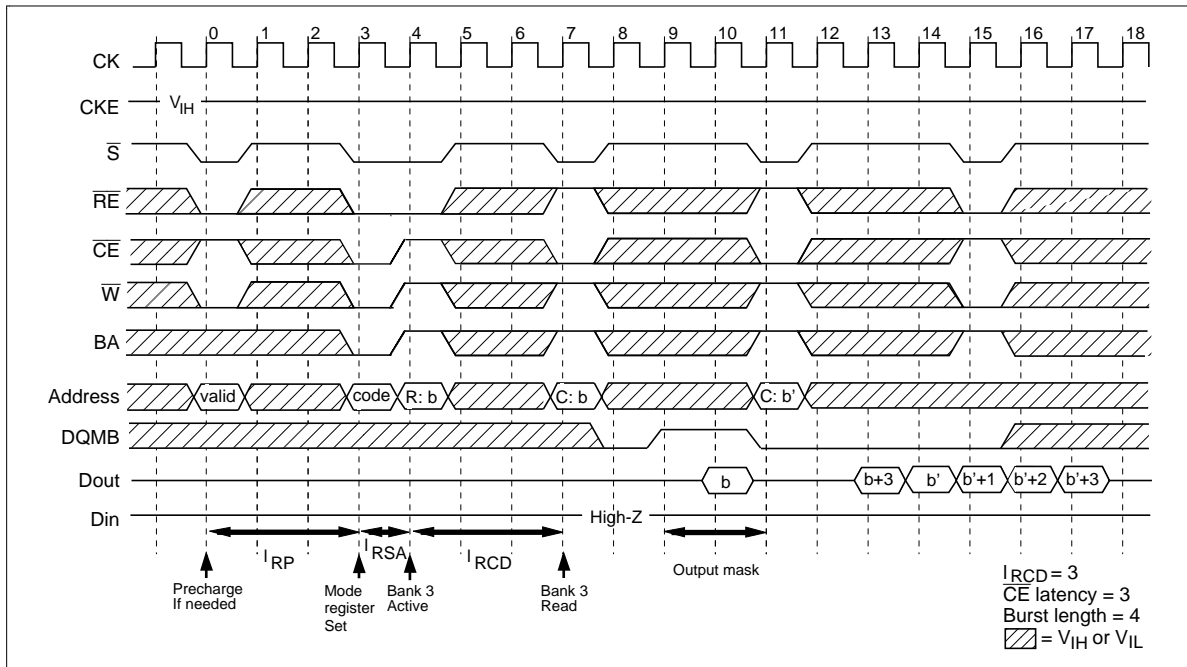 0 1 2 3 4 5 6 7 8 9 10 11 12 13 14 15 16 17 18
CK
CKE VIH
S̅
R̅E̅
C̅E̅
W̅
BA
Address valid code R: b C: b C: b’
DQMB
Dout b b+3 b’ b’+1 b’+2 b’+3
Din High-Z
lRP lRSA lRCD Output mask
Precharge
If needed
Mode
register
Set
Bank 3
Active
Bank 3
Read
lRCD = 3
C̅E̅ latency = 3
Burst length = 4
= VIH or VIL